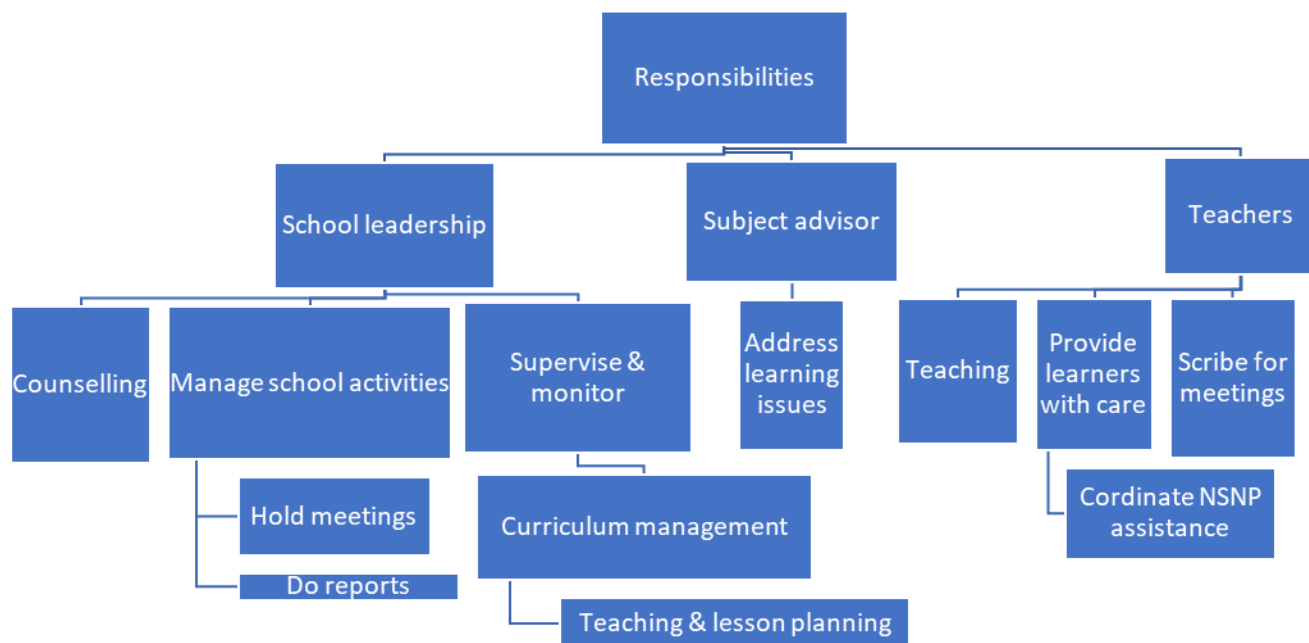 Responsibilities
School leadership
Subject advisor
Teachers
Counselling
Manage school activities
Supervise &
monitor
Address
learning
issues
Teaching
Provide
learners
with care
Scribe for
meetings
Hold meetings
Do reports
Curriculum management
Teaching & lesson planning
Cordinate NSNP
assistance